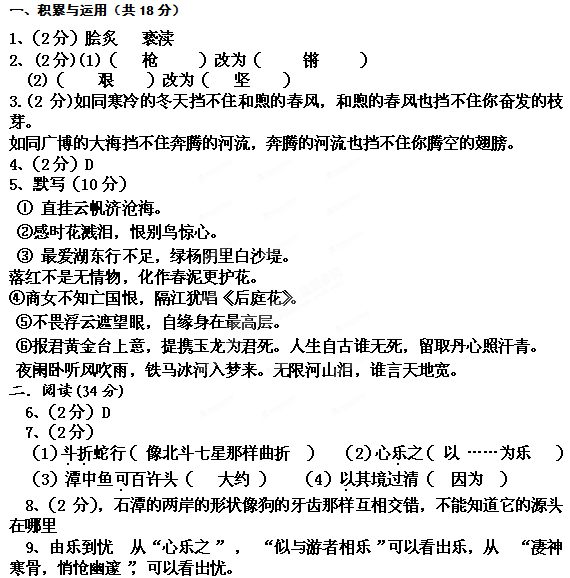 一、积累与运用（共18分）
1、（2分）脍炙 亵渎
2、（2分）（1）（ 枪 ）改为（ 锵 ）
（2）（ 艰 ）改为（ 坚 ）
3.（2 分）如同寒冷的冬天挡不住和煦的春风，和煦的春风也挡不住你奋发的枝
芽。
如同广博的大海挡不住奔腾的河流，奔腾的河流也挡不住你腾空的翅膀。
4、（2分）D
5、默写（10分）
① 直挂云帆济沧海。
②感时花溅泪，恨别鸟惊心。
③ 最爱湖东行不足，绿杨阴里白沙堤。
落红不是无情物，化作春泥更护花。
④商女不知亡国恨，隔江犹唱《后庭花》。
⑤不畏浮云遮望眼，自缘身在最高层。
⑥报君黄金台上意，提携玉龙为君死。人生自古谁无死，留取丹心照汗青。
夜阑卧听风吹雨，铁马冰河入梦来。无限河山泪，谁言天地宽。
二．阅读（34分）
6、（2分）D
7、（2分）
（1）斗折蛇行（ 像北斗七星那样曲折 ） （2）心乐之（ 以 ……为乐 ）
（3）潭中鱼可百许头（ 大约 ） （4）以其境过清（ 因为 ）
8、（2 分），石潭的两岸的形状像狗的牙齿那样互相交错，不能知道它的源头
在哪里
9、由乐到忧 从“心乐之 ” ， “似与游者相乐 ”可以看出乐，从 “凄神
寒骨，悄怆幽邃 ”，可以看出忧。